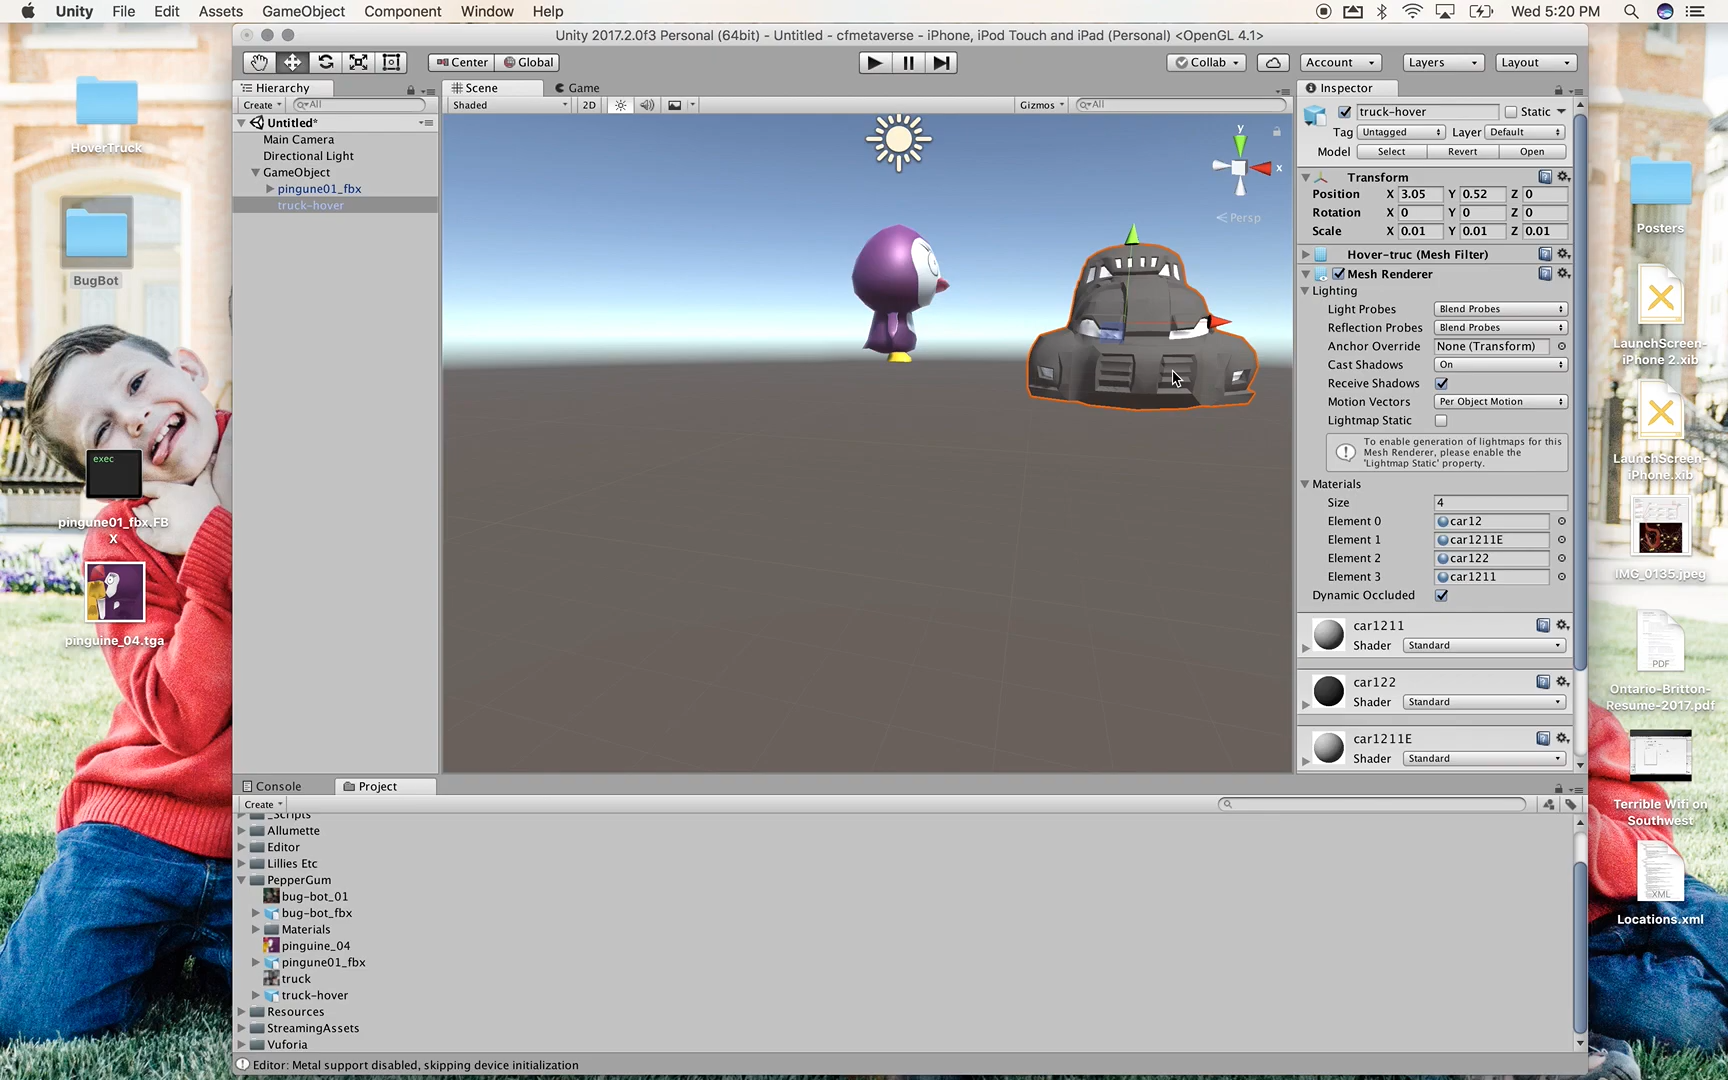 Unity File Edit Assets GameObject Component Window Help
Wed 5:20 PM
Unity 2017.2.0f3 Personal (64bit) - Untitled - cfmetaverse - iPhone, iPod Touch and iPad (Personal) <OpenGL 4.1>
Center Global
Collab Account Layers Layout
Hierarchy
Create All
Untitled*
Main Camera
Directional Light
GameObject
pingune01_fbx
truck-hover
Scene Game
Shaded 2D Gizmos All
y
x
Persp
Inspector
truck-hover Static
Tag Untagged Layer Default
Model Select Revert Open
Transform
Position X 3.05 Y 0.52 Z 0
Rotation X 0 Y 0 Z 0
Scale X 0.01 Y 0.01 Z 0.01
Hover-truc (Mesh Filter)
Mesh Renderer
Lighting
Light Probes Blend Probes
Reflection Probes Blend Probes
Anchor Override None (Transform)
Cast Shadows On
Receive Shadows
Motion Vectors Per Object Motion
Lightmap Static
To enable generation of lightmaps for this
Mesh Renderer, please enable the
'Lightmap Static' property.
Materials
Size 4
Element 0 car12
Element 1 car1211E
Element 2 car122
Element 3 car1211
Dynamic Occluded
car1211
Shader Standard
car122
Shader Standard
car1211E
Shader Standard
Console Project
Create
_Scripts
Allumette
Editor
Lillies Etc
PepperGum
bug-bot_01
bug-bot_fbx
Materials
pinguine_04
pingune01_fbx
truck
truck-hover
Resources
StreamingAssets
Vuforia
Editor: Metal support disabled, skipping device initialization
HoverTruck
BugBot
exec
pingune01_fbx.FB
X
pinguine_04.tga
Posters
LaunchScreen-
iPhone 2.xib
LaunchScreen-
iPhone.xib
IMG_0135.jpeg
PDF
Ontario-Britton-
Resume-2017.pdf
Terrible Wifi on
Southwest
XML
Locations.xml